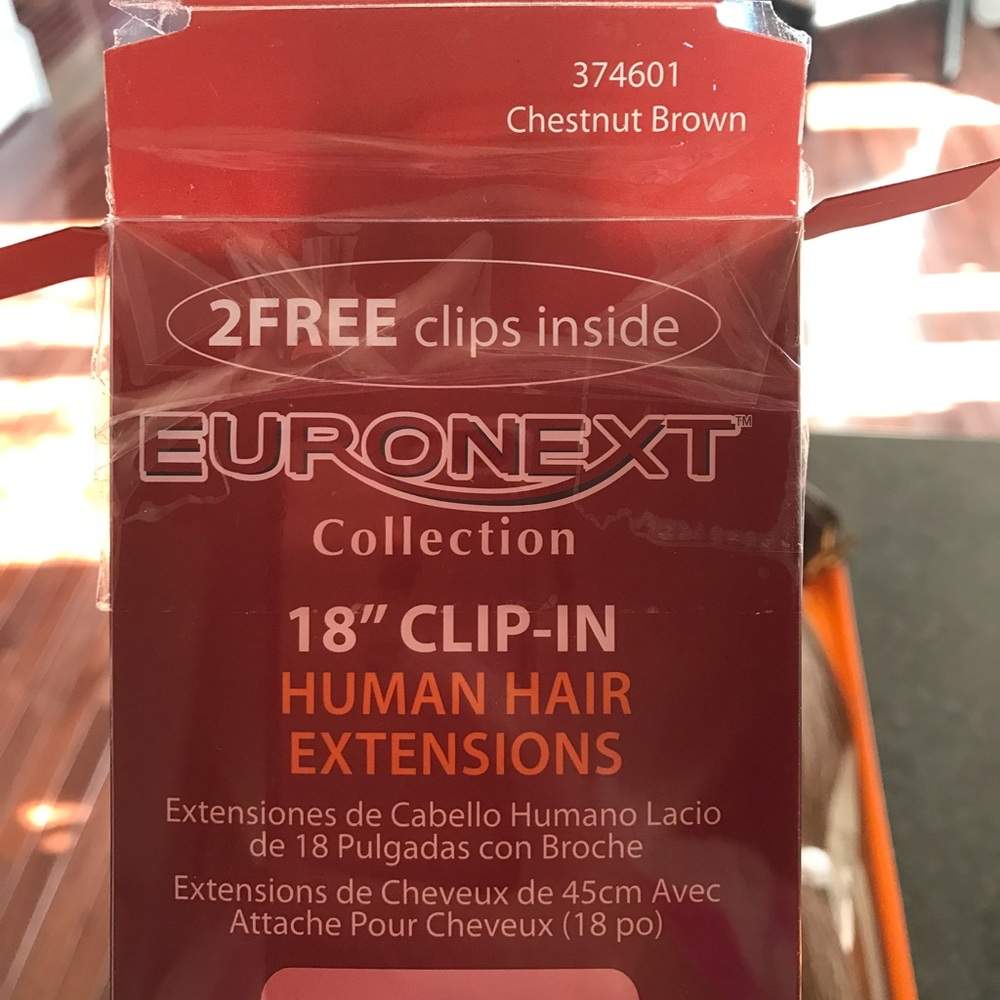 374601
Chestnut Brown
2FREE clips inside
EURONEXT™
Collection
18” CLIP-IN
HUMAN HAIR
EXTENSIONS
Extensiones de Cabello Humano Lacio
de 18 Pulgadas con Broche
Extensions de Cheveux de 45cm Avec
Attache Pour Cheveux (18 po)